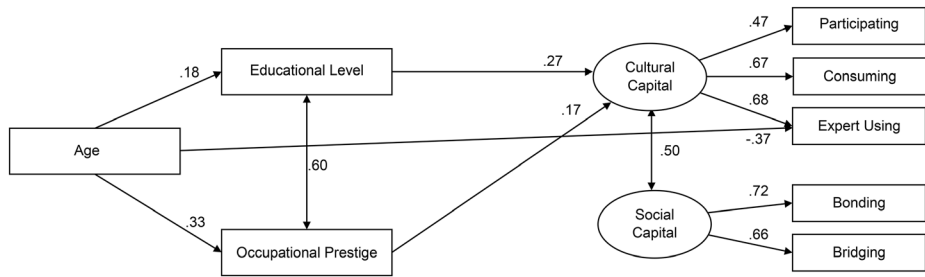 .47
Participating
.18
Educational Level
.27
Cultural
Capital
.67
Consuming
.68
.17
Expert Using
-.37
Age
.60
.50
.72
Bonding
.33
Social
Capital
.66
Occupational Prestige
Bridging